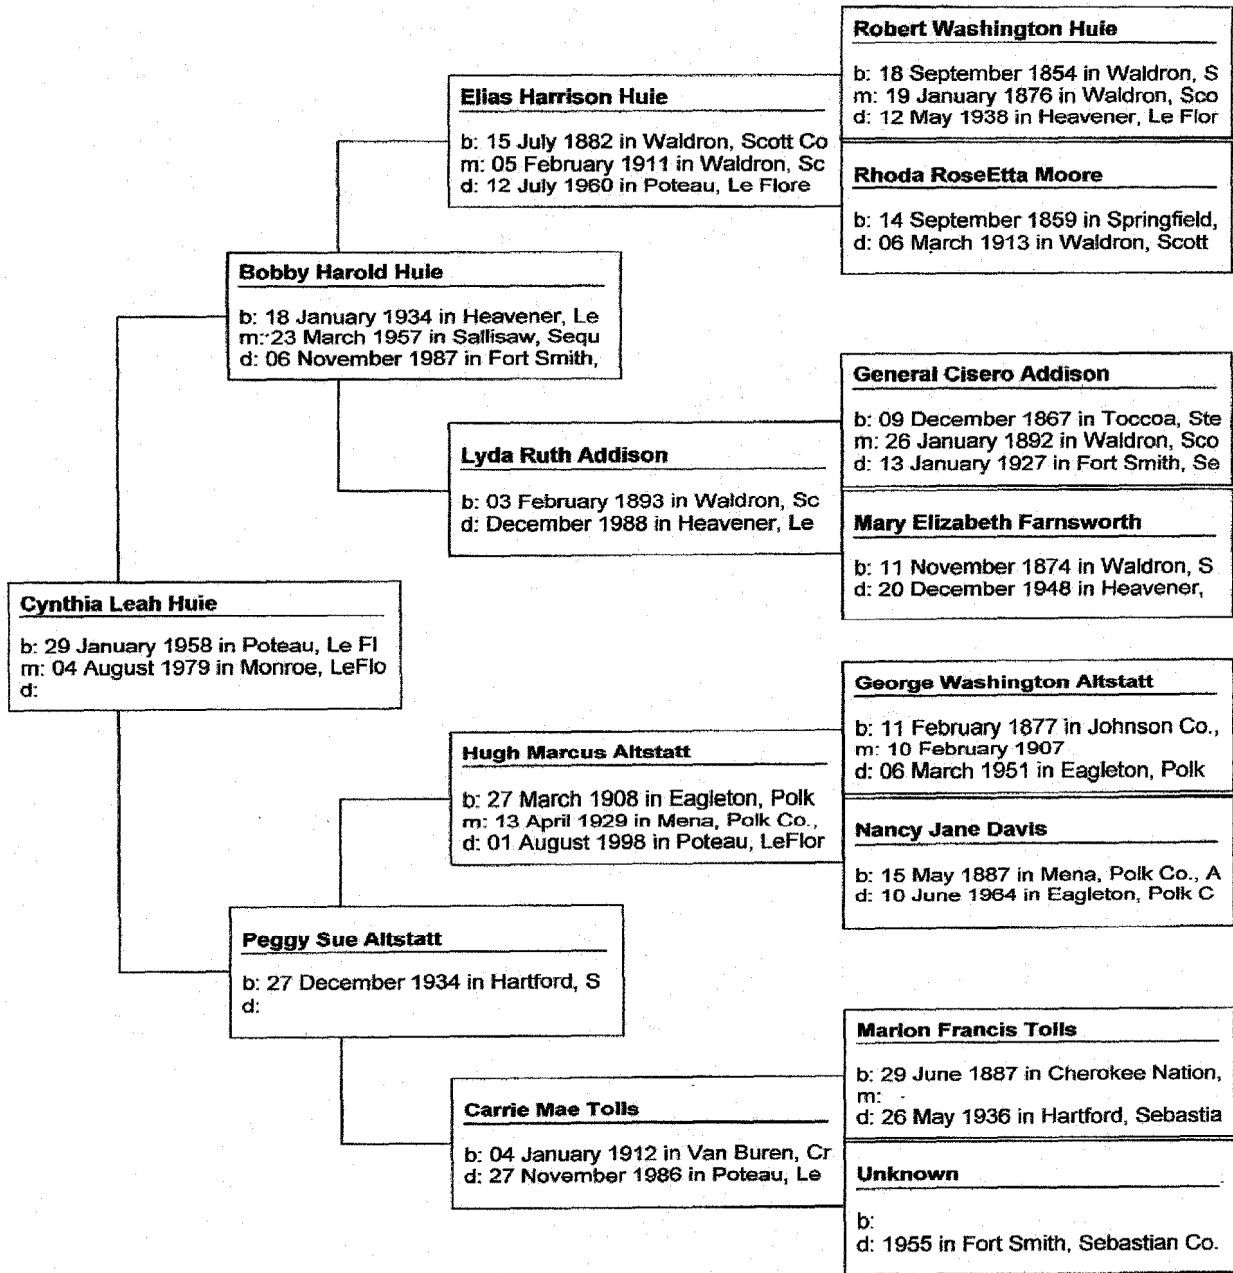 Robert Washington Huie
b: 18 September 1854 in Waldron, S
m: 19 January 1876 in Waldron, Sco
d: 12 May 1938 in Heavener, Le Flor
Elias Harrison Huie
b: 15 July 1882 in Waldron, Scott Co
m: 05 February 1911 in Waldron, Sc
d: 12 July 1960 in Poteau, Le Flore
Rhoda RoseEtta Moore
b: 14 September 1859 in Springfield,
d: 06 March 1913 in Waldron, Scott
Bobby Harold Huie
b: 18 January 1934 in Heavener, Le
m: 23 March 1957 in Sallisaw, Sequ
d: 06 November 1987 in Fort Smith,
General Cisero Addison
b: 09 December 1867 in Toccoa, Ste
m: 26 January 1892 in Waldron, Sco
d: 13 January 1927 in Fort Smith, Se
Lyda Ruth Addison
b: 03 February 1893 in Waldron, Sc
d: December 1988 in Heavener, Le
Mary Elizabeth Farnsworth
b: 11 November 1874 in Waldron, S
d: 20 December 1948 in Heavener,
Cynthia Leah Huie
b: 29 January 1958 in Poteau, Le Fl
m: 04 August 1979 in Monroe, LeFlo
d:
George Washington Altstatt
b: 11 February 1877 in Johnson Co.,
m: 10 February 1907
d: 06 March 1951 in Eagleton, Polk
Hugh Marcus Altstatt
b: 27 March 1908 in Eagleton, Polk
m: 13 April 1929 in Mena, Polk Co.,
d: 01 August 1998 in Poteau, LeFlor
Nancy Jane Davis
b: 15 May 1887 in Mena, Polk Co., A
d: 10 June 1964 in Eagleton, Polk C
Peggy Sue Altstatt
b: 27 December 1934 in Hartford, S
d:
Marion Francis Tolls
b: 29 June 1887 in Cherokee Nation,
m:
d: 26 May 1936 in Hartford, Sebastia
Carrie Mae Tolls
b: 04 January 1912 in Van Buren, Cr
d: 27 November 1986 in Poteau, Le
Unknown
b:
d: 1955 in Fort Smith, Sebastian Co.